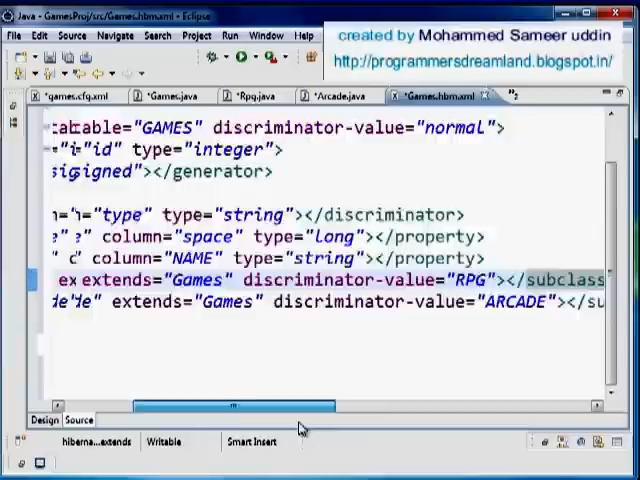 Java - GamesProj/src/Games.hbm.xml - Eclipse
File Edit Source Navigate Search Project Run Window Help
created by Mohammed Sameer uddin
http://programmersdreamland.blogspot.in/
*games.cfg.xml *Games.java *Rpg.java *Arcade.java *Games.hbm.xml »2
table="GAMES" discriminator-value="normal">
"id" type="integer">
signed"></generator>
"type" type="string"></discriminator>
column="space" type="long"></property>
column="NAME" type="string"></property>
extends="Games" discriminator-value="RPG"></subclass
extends="Games" discriminator-value="ARCADE"></su
Design Source
hiberna...extends Writable Smart Insert